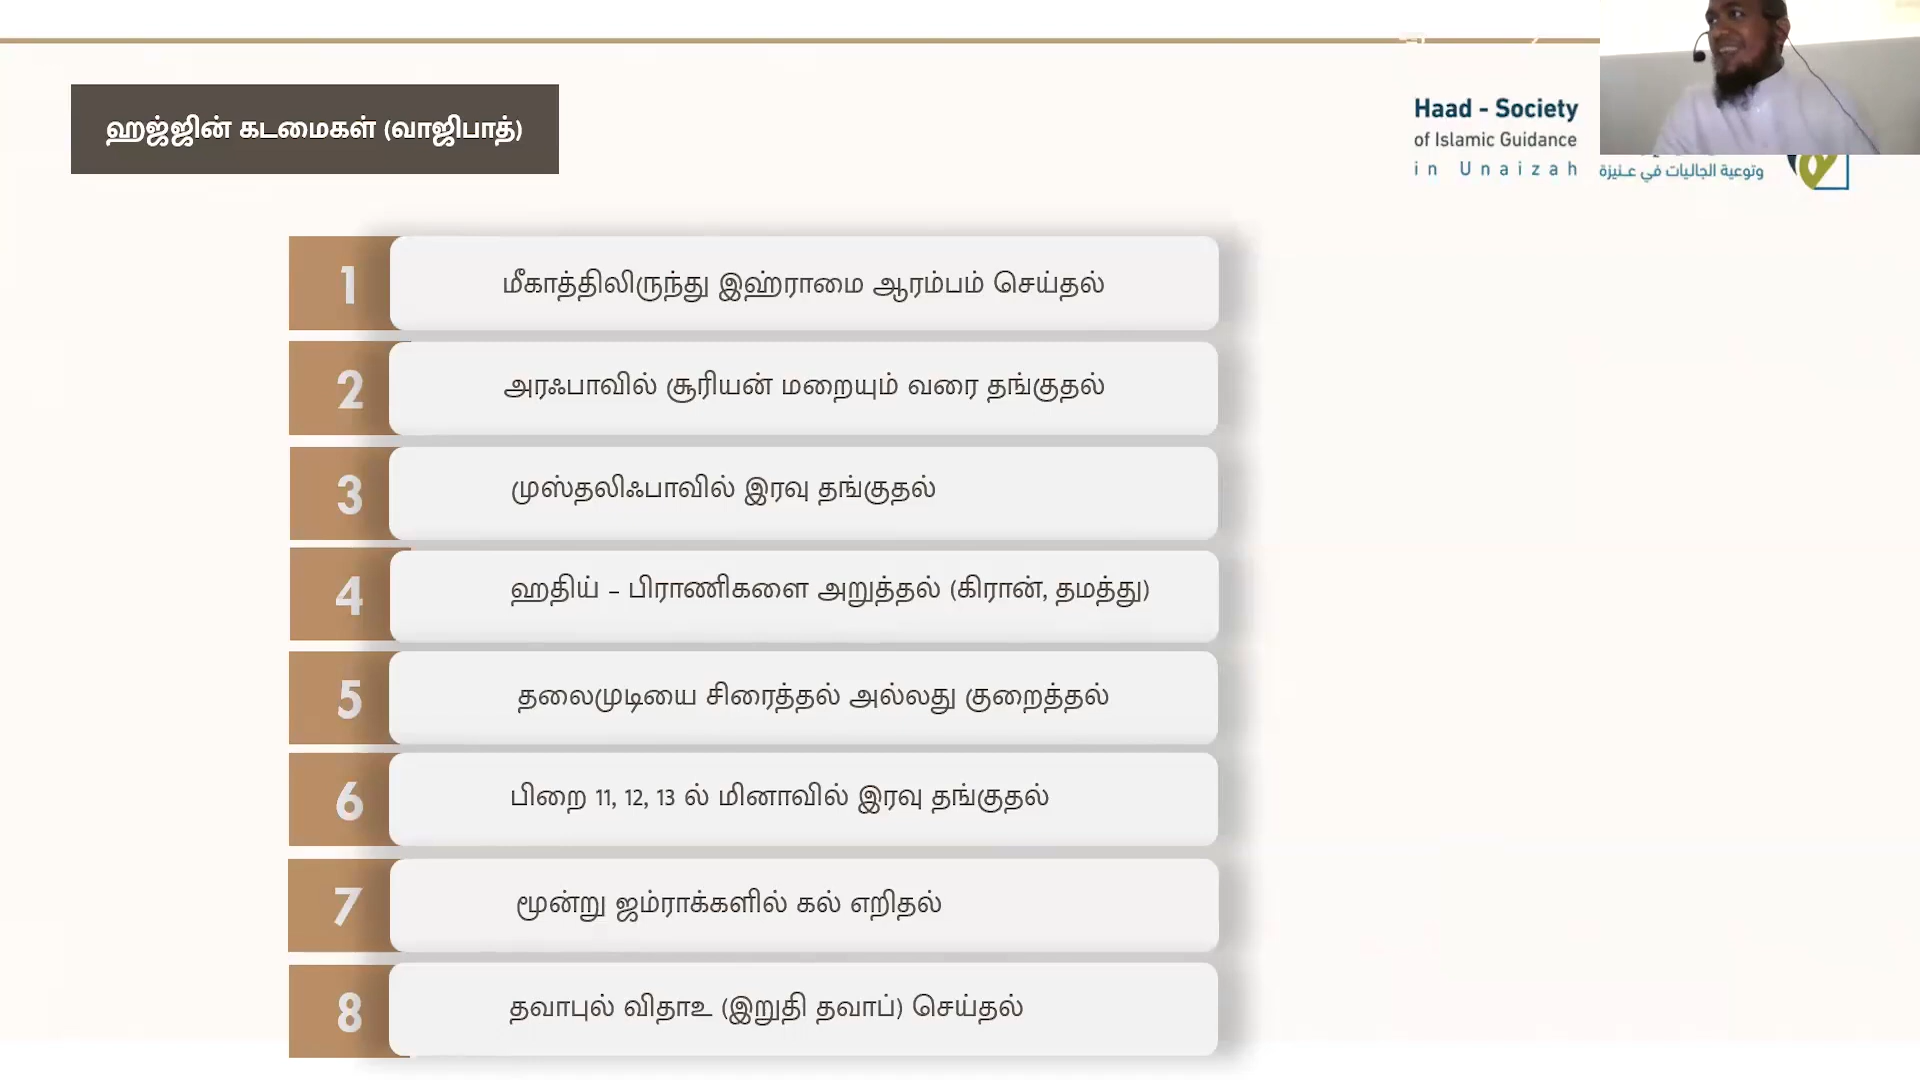 ஹஜ்ஜின் கடமைகள் (வாஜிபாத்)
Haad - Society
of Islamic Guidance
in Unaizah
وتوعية الجاليات في عـنيزة
1 மீகாத்திலிருந்து இஹ்ராமை ஆரம்பம் செய்தல்
2 அரஃபாவில் சூரியன் மறையும் வரை தங்குதல்
3 முஸ்தலிஃபாவில் இரவு தங்குதல்
4 ஹதிய் – பிராணிகளை அறுத்தல் (கிரான், தமத்து)
5 தலைமுடியை சிரைத்தல் அல்லது குறைத்தல்
6 பிறை 11, 12, 13 ல் மினாவில் இரவு தங்குதல்
7 மூன்று ஜம்ராக்களில் கல் எறிதல்
8 தவாபுல் விதாஉ (இறுதி தவாப்) செய்தல்